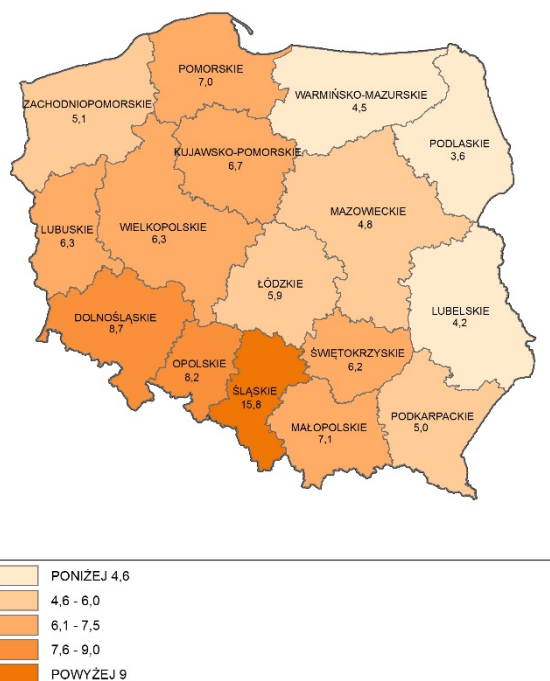 POMORSKIE
7,0
WARMIŃSKO-MAZURSKIE
4,5
ZACHODNIOPOMORSKIE
5,1
PODLASKIE
3,6
KUJAWSKO-POMORSKIE
6,7
MAZOWIECKIE
4,8
LUBUSKIE
6,3
WIELKOPOLSKIE
6,3
ŁÓDZKIE
5,9
LUBELSKIE
4,2
DOLNOŚLĄSKIE
8,7
OPOLSKIE
8,2
ŚLĄSKIE
15,8
ŚWIĘTOKRZYSKIE
6,2
MAŁOPOLSKIE
7,1
PODKARPACKIE
5,0
PONIŻEJ 4,6
4,6 - 6,0
6,1 - 7,5
7,6 - 9,0
POWYŻEJ 9